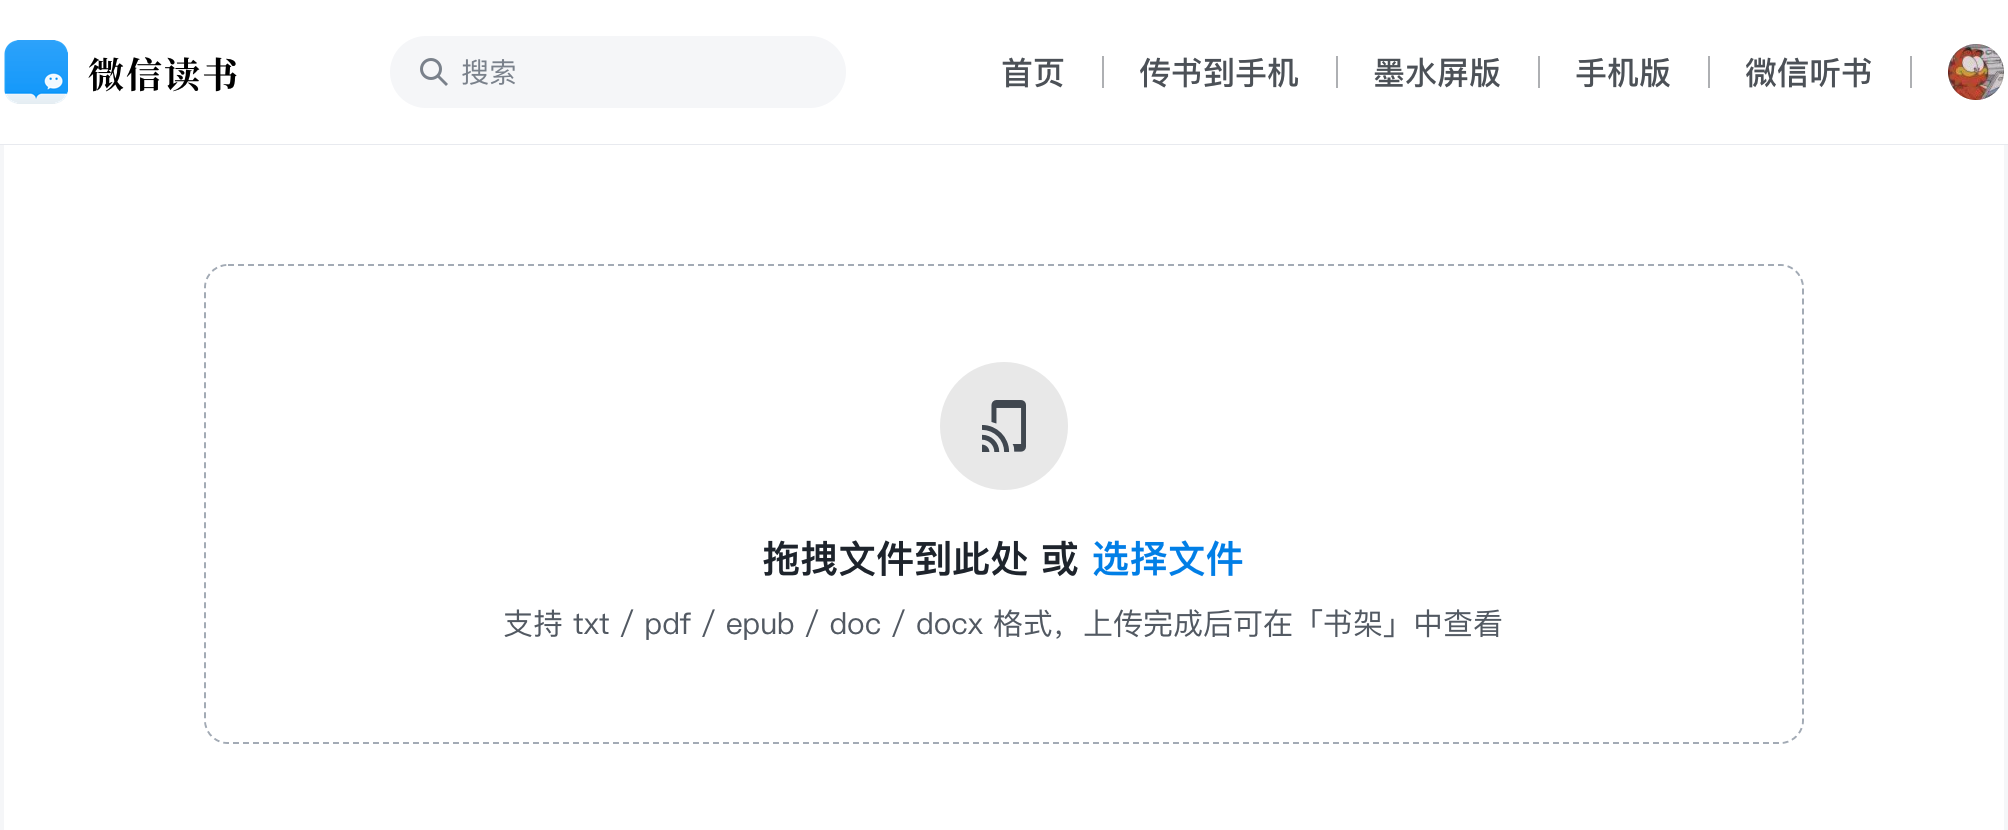 微信读书
搜索
首页
传书到手机
墨水屏版
手机版
微信听书
拖拽文件到此处 或 选择文件
支持 txt / pdf / epub / doc / docx 格式，上传完成后可在「书架」中查看